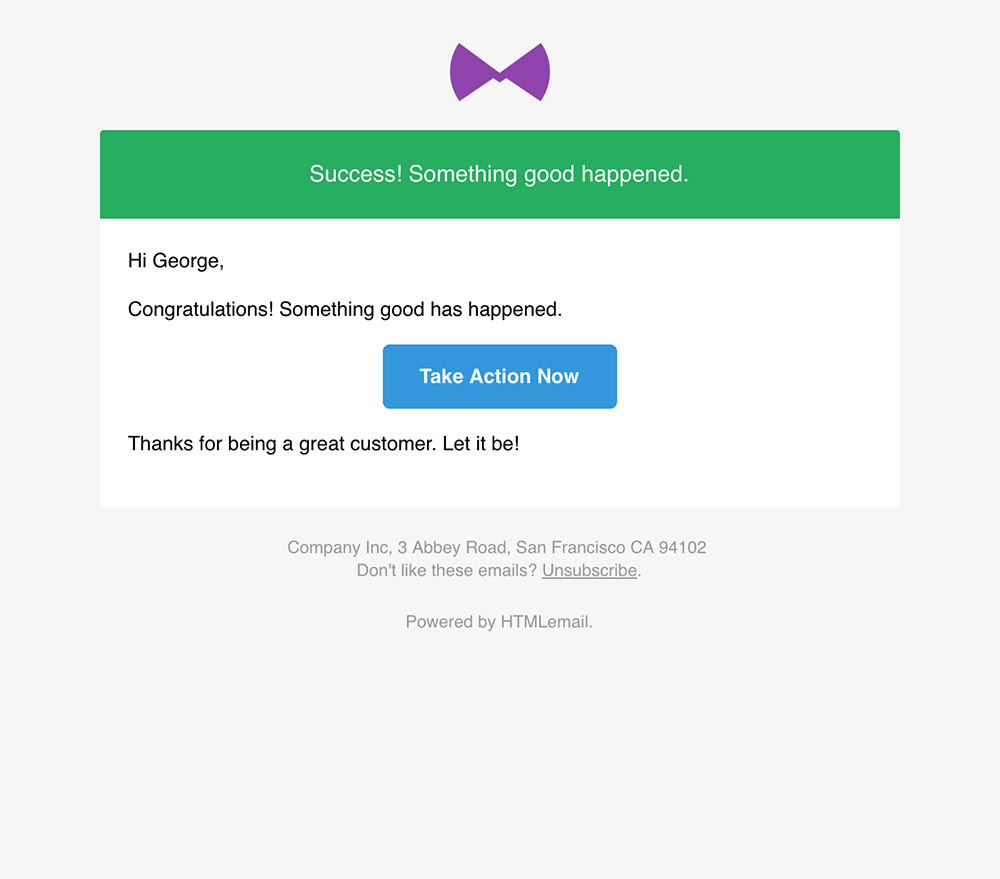 Success! Something good happened.
Hi George,
Congratulations! Something good has happened.
Take Action Now
Thanks for being a great customer. Let it be!
Company Inc, 3 Abbey Road, San Francisco CA 94102
Don't like these emails? Unsubscribe.
Powered by HTMLemail.